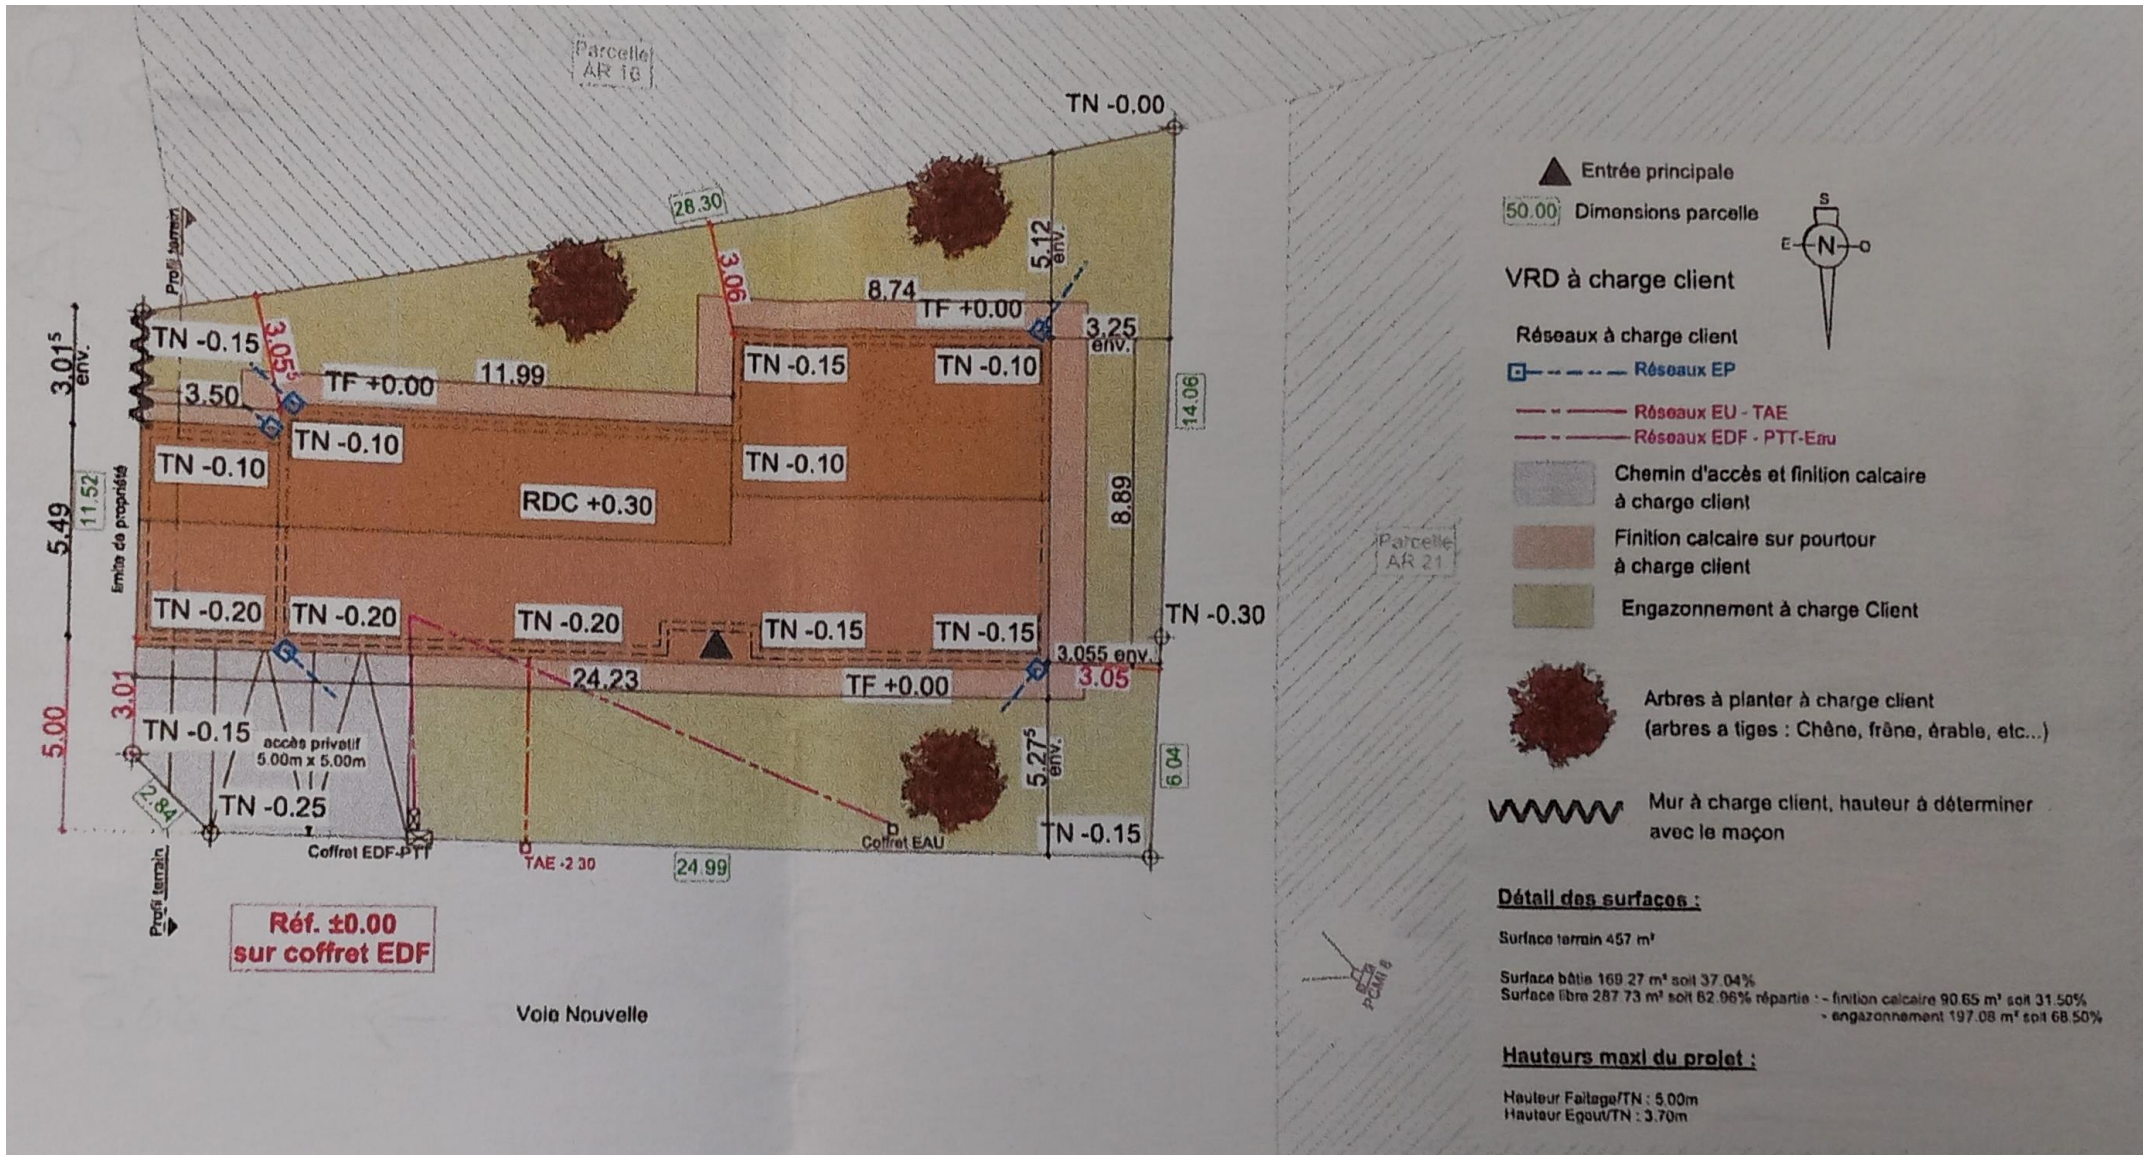 Parcelle
AR 16
TN -0.00
Profil terrain
28.30
5.12
env.
3.06
8.74
TF +0.00
3.25
env.
3.01⁵
env.
TN -0.15
3.05⁵
3.50
TF +0.00
11.99
TN -0.15
TN -0.10
14.06
TN -0.10
TN -0.10
TN -0.10
11.52
5.49
RDC +0.30
8.89
Parcelle
AR 21
TN -0.20
TN -0.20
TN -0.20
TN -0.15
TN -0.15
TN -0.30
3.055 env.
3.05
24.23
TF +0.00
3.01
5.00
TN -0.15
accès privatif
5.00m x 5.00m
5.27⁵
env.
6.04
2.84
TN -0.25
TN -0.15
Coffret EDF-PTT
TAE -2.30
Coffret EAU
24.99
Profil terrain
Réf. ±0.00
sur coffret EDF
Voie Nouvelle
PCMI 8
Entrée principale
50.00 Dimensions parcelle
S
E N O
VRD à charge client
Réseaux à charge client
Réseaux EP
Réseaux EU - TAE
Réseaux EDF - PTT-Eau
Chemin d'accès et finition calcaire
à charge client
Finition calcaire sur pourtour
à charge client
Engazonnement à charge Client
Arbres à planter à charge client
(arbres a tiges : Chêne, frêne, érable, etc...)
Mur à charge client, hauteur à déterminer
avec le maçon
Détail des surfaces :
Surface terrain 457 m²
Surface bâtie 169.27 m² soit 37.04%
Surface libre 287.73 m² soit 62.96% répartie : - finition calcaire 90.65 m² soit 31.50%
- engazonnement 197.08 m² soit 68.50%
Hauteurs maxi du projet :
Hauteur Faîtage/TN : 5.00m
Hauteur Egout/TN : 3.70m